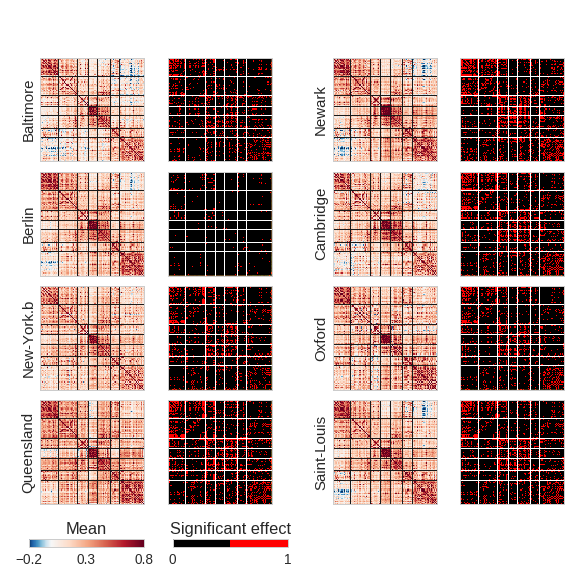 Baltimore
Newark
Berlin
Cambridge
New-York.b
Oxford
Queensland
Saint-Louis
Mean
Significant effect
−0.2 0.3 0.8
0 1